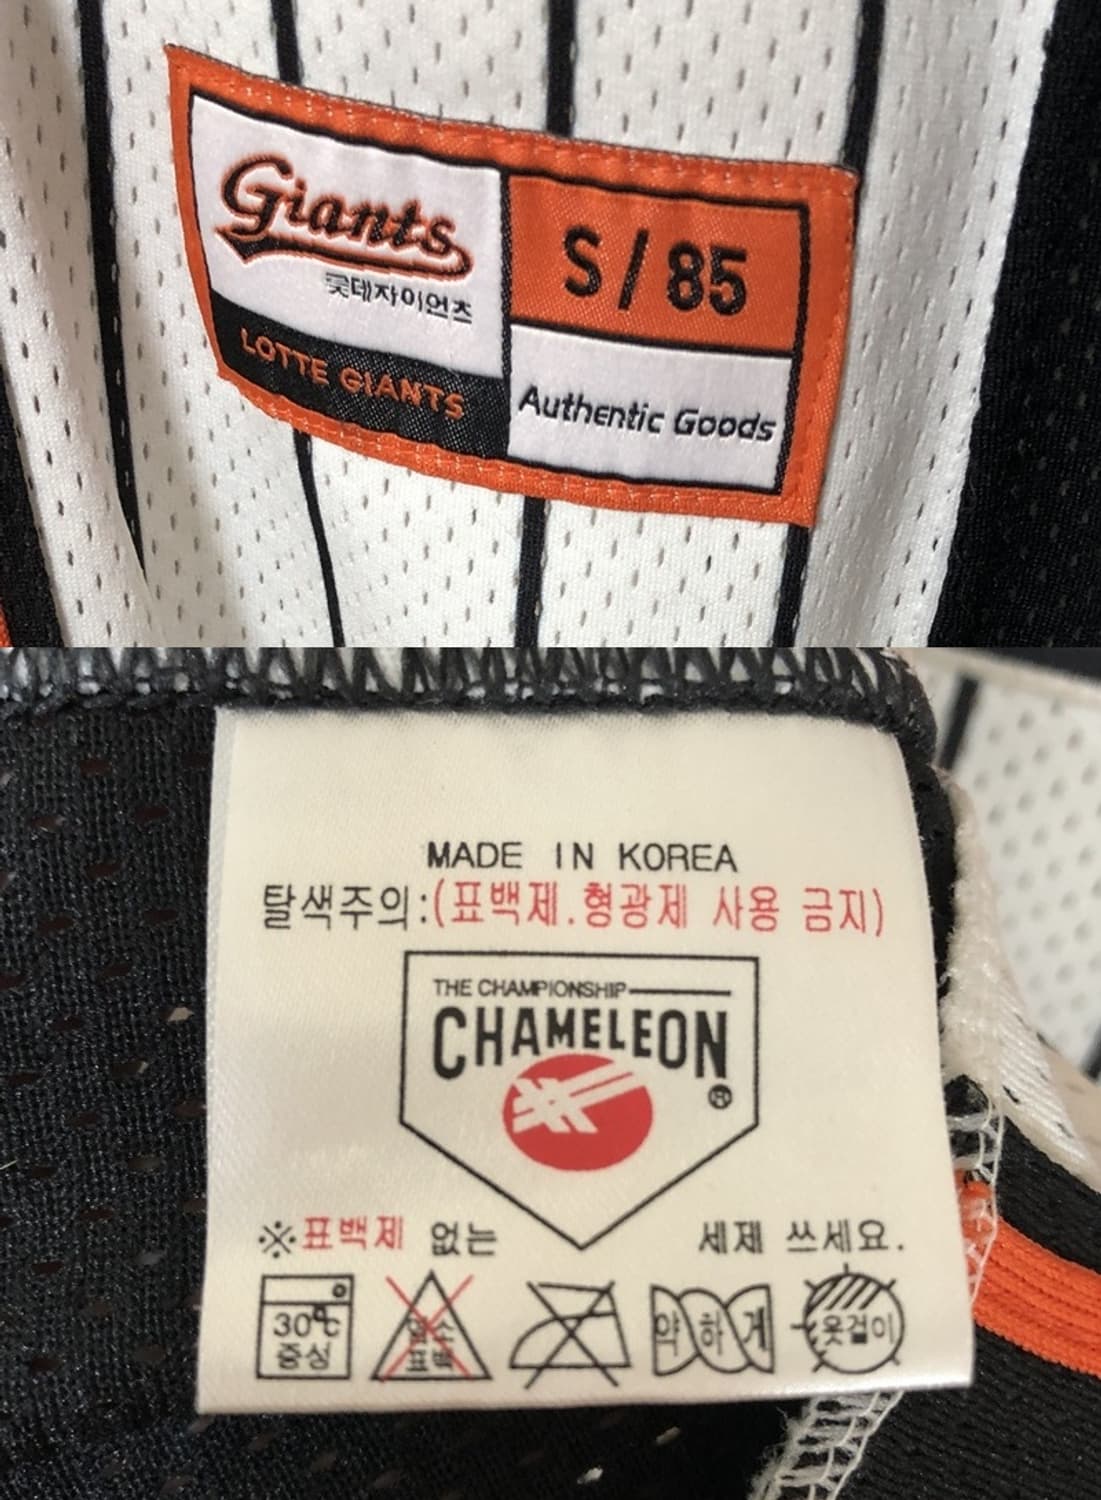 Giants
롯데자이언츠
LOTTE GIANTS
S / 85
Authentic Goods
MADE IN KOREA
탈색주의:(표백제.형광제 사용 금지)
THE CHAMPIONSHIP
CHAMELEON
®
※표백제 없는 세제 쓰세요.
30℃
중성
염소
표백
약하게
옷걸이